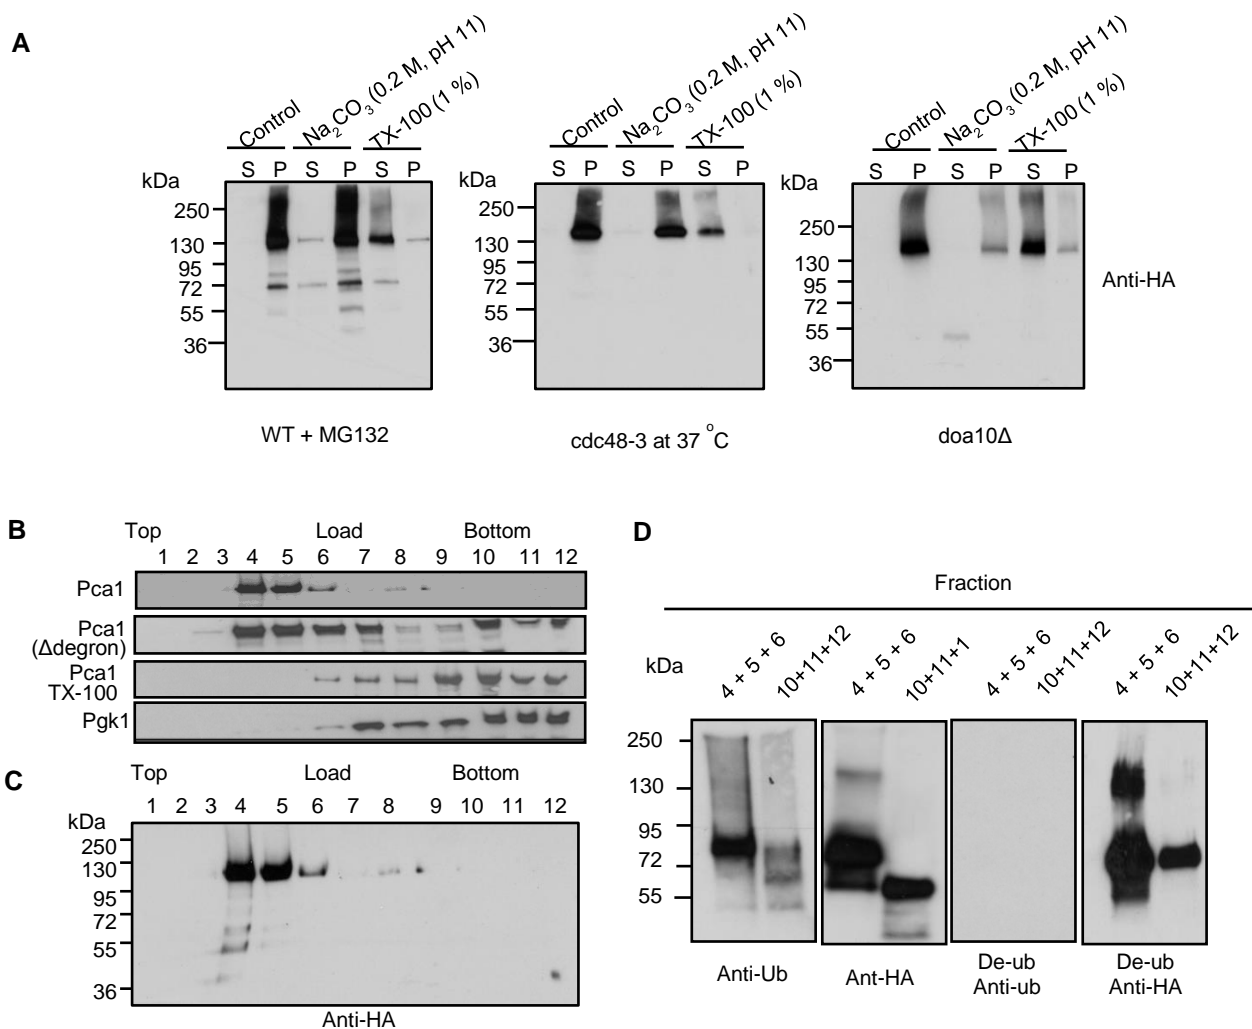 A
Control
Na2CO3 (0.2 M, pH 11)
TX-100 (1 %)
S P S P S P
kDa
250
130
95
72
55
36
WT + MG132
Control
Na2CO3 (0.2 M, pH 11)
TX-100 (1 %)
S P S P S P
kDa
250
130
95
72
55
36
cdc48-3 at 37 °C
Control
Na2CO3 (0.2 M, pH 11)
TX-100 (1 %)
S P S P S P
kDa
250
130
95
72
55
36
doa10Δ
Anti-HA
B
Top Load Bottom
1 2 3 4 5 6 7 8 9 10 11 12
Pca1
Pca1
(Δdegron)
Pca1
TX-100
Pgk1
C
Top Load Bottom
1 2 3 4 5 6 7 8 9 10 11 12
kDa
250
130
95
72
55
36
Anti-HA
D
Fraction
kDa
4 + 5 + 6
10+11+12
4 + 5 + 6
10+11+1
4 + 5 + 6
10+11+12
4 + 5 + 6
10+11+12
250
130
95
72
55
Anti-Ub
Ant-HA
De-ub
Anti-ub
De-ub
Anti-HA